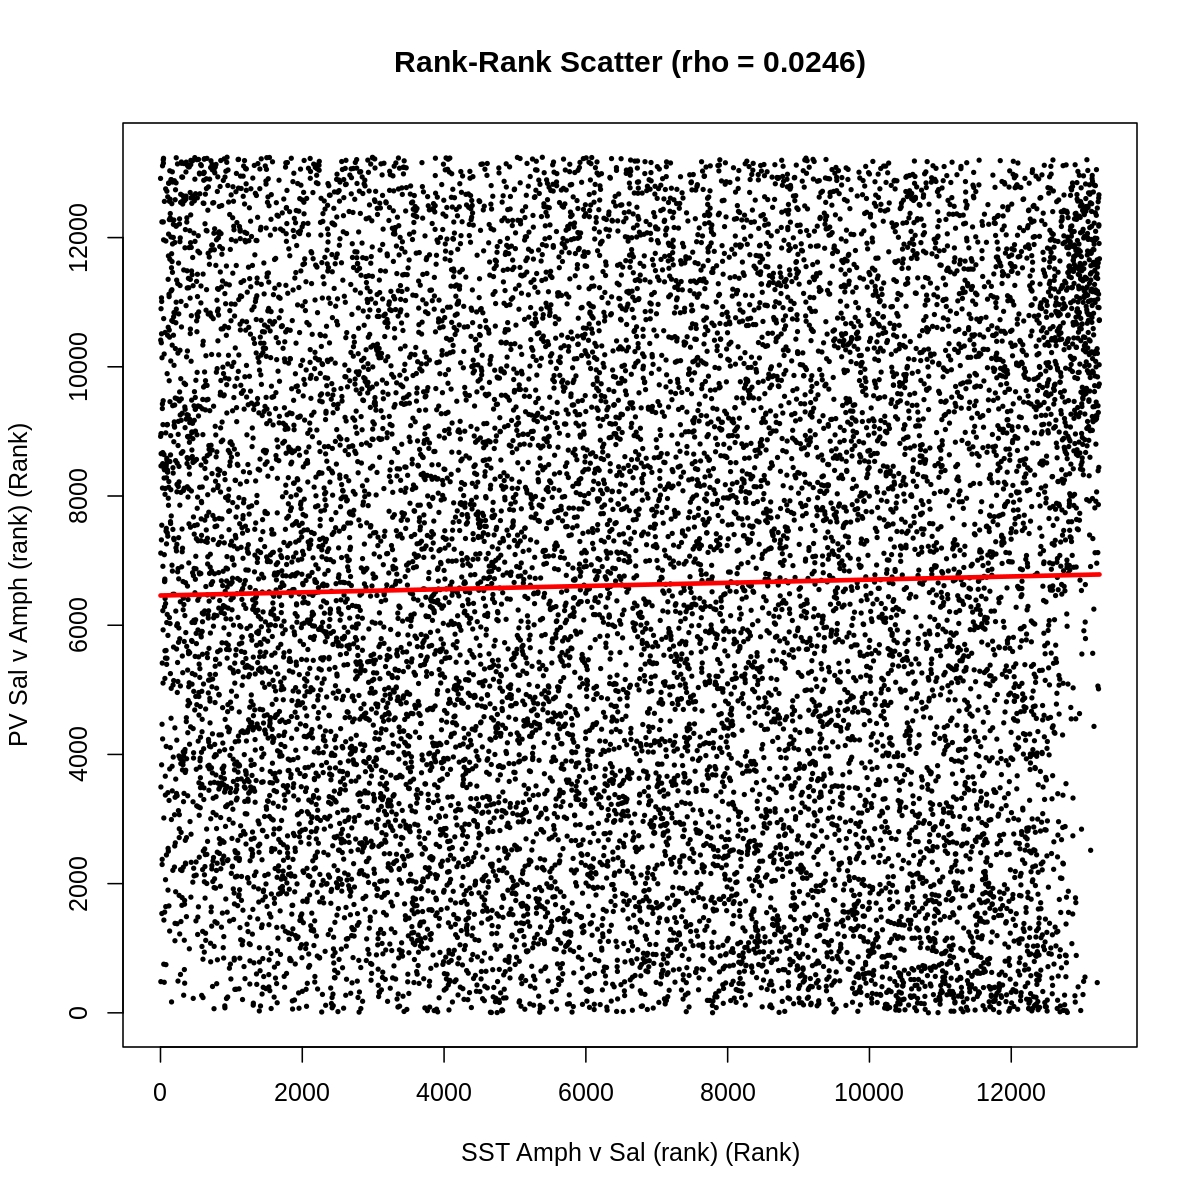 Rank-Rank Scatter (rho = 0.0246)
PV Sal v Amph (rank) (Rank)
12000
10000
8000
6000
4000
2000
0
0 2000 4000 6000 8000 10000 12000
SST Amph v Sal (rank) (Rank)